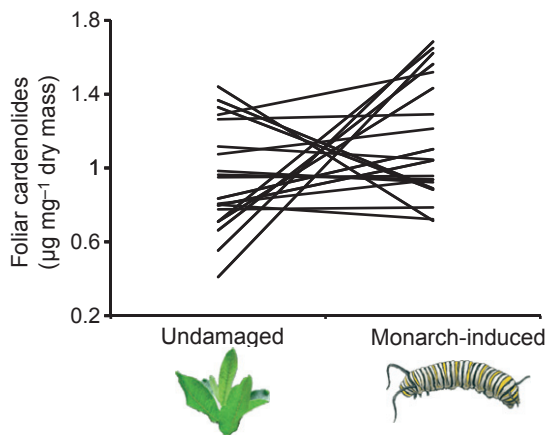 Foliar cardenolides
(µg mg⁻¹ dry mass)
1.8
1.4
1
0.6
0.2
Undamaged
Monarch-induced